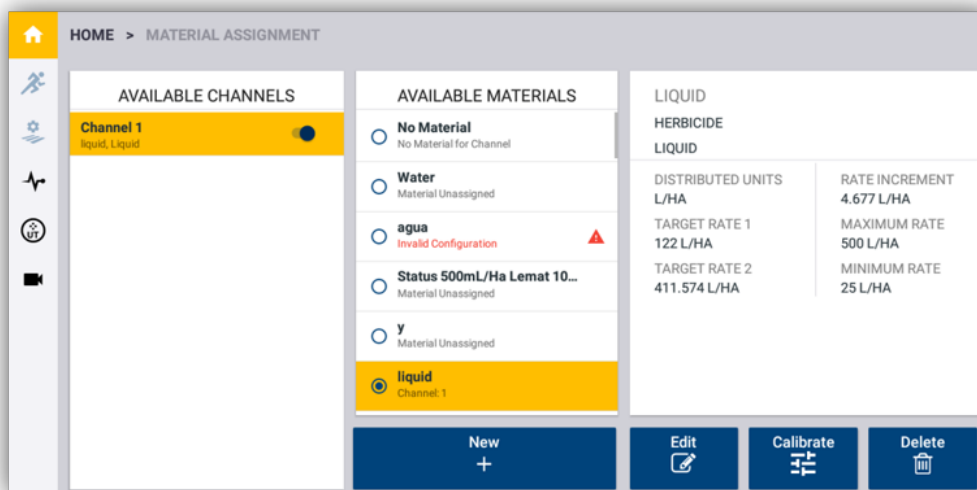 HOME > MATERIAL ASSIGNMENT
AVAILABLE CHANNELS
Channel 1
liquid, Liquid
AVAILABLE MATERIALS
No Material
No Material for Channel
Water
Material Unassigned
agua
Invalid Configuration
Status 500mL/Ha Lemat 10...
Material Unassigned
y
Material Unassigned
liquid
Channel: 1
New
LIQUID
HERBICIDE
LIQUID
DISTRIBUTED UNITS
L/HA
RATE INCREMENT
4.677 L/HA
TARGET RATE 1
122 L/HA
MAXIMUM RATE
500 L/HA
TARGET RATE 2
411.574 L/HA
MINIMUM RATE
25 L/HA
Edit
Calibrate
Delete
UT